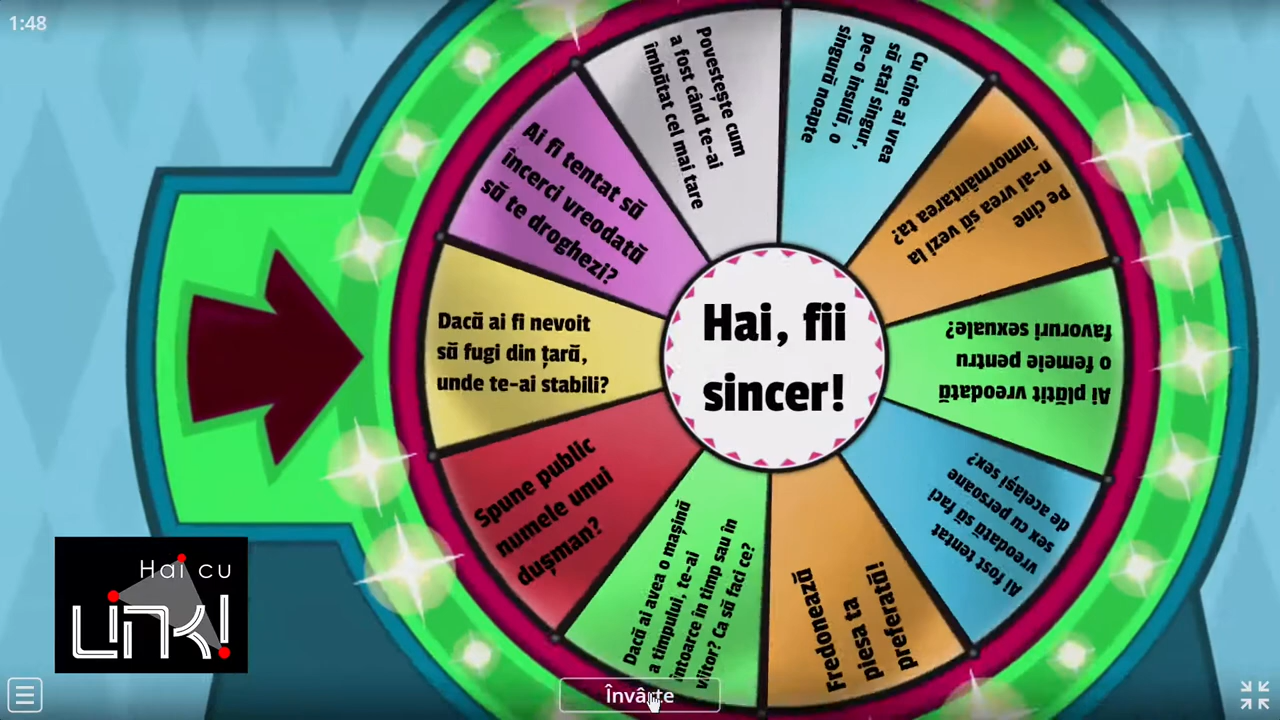 1:48
Povestește cum
a fost când te-ai
îmbătat cel mai tare
Cu cine ai vrea
să stai singur,
pe-o insulă, o
singură noapte
Pe cine
n-ai vrea să vezi la
înmormântarea ta?
Ai plătit vreodată
o femeie pentru
favoruri sexuale?
Ai fost tentat
vreodată să faci
sex cu persoane
de același sex?
Fredonează
piesa ta
preferată!
Dacă ai avea o mașină
a timpului, te-ai
întoarce în timp sau în
viitor? Ca să faci ce?
Spune public
numele unui
dușman?
Dacă ai fi nevoit
să fugi din țară,
unde te-ai stabili?
Ai fi tentat să
încerci vreodată
să te droghezi?
Hai, fii
sincer!
Hai cu
LINK!
Învârte